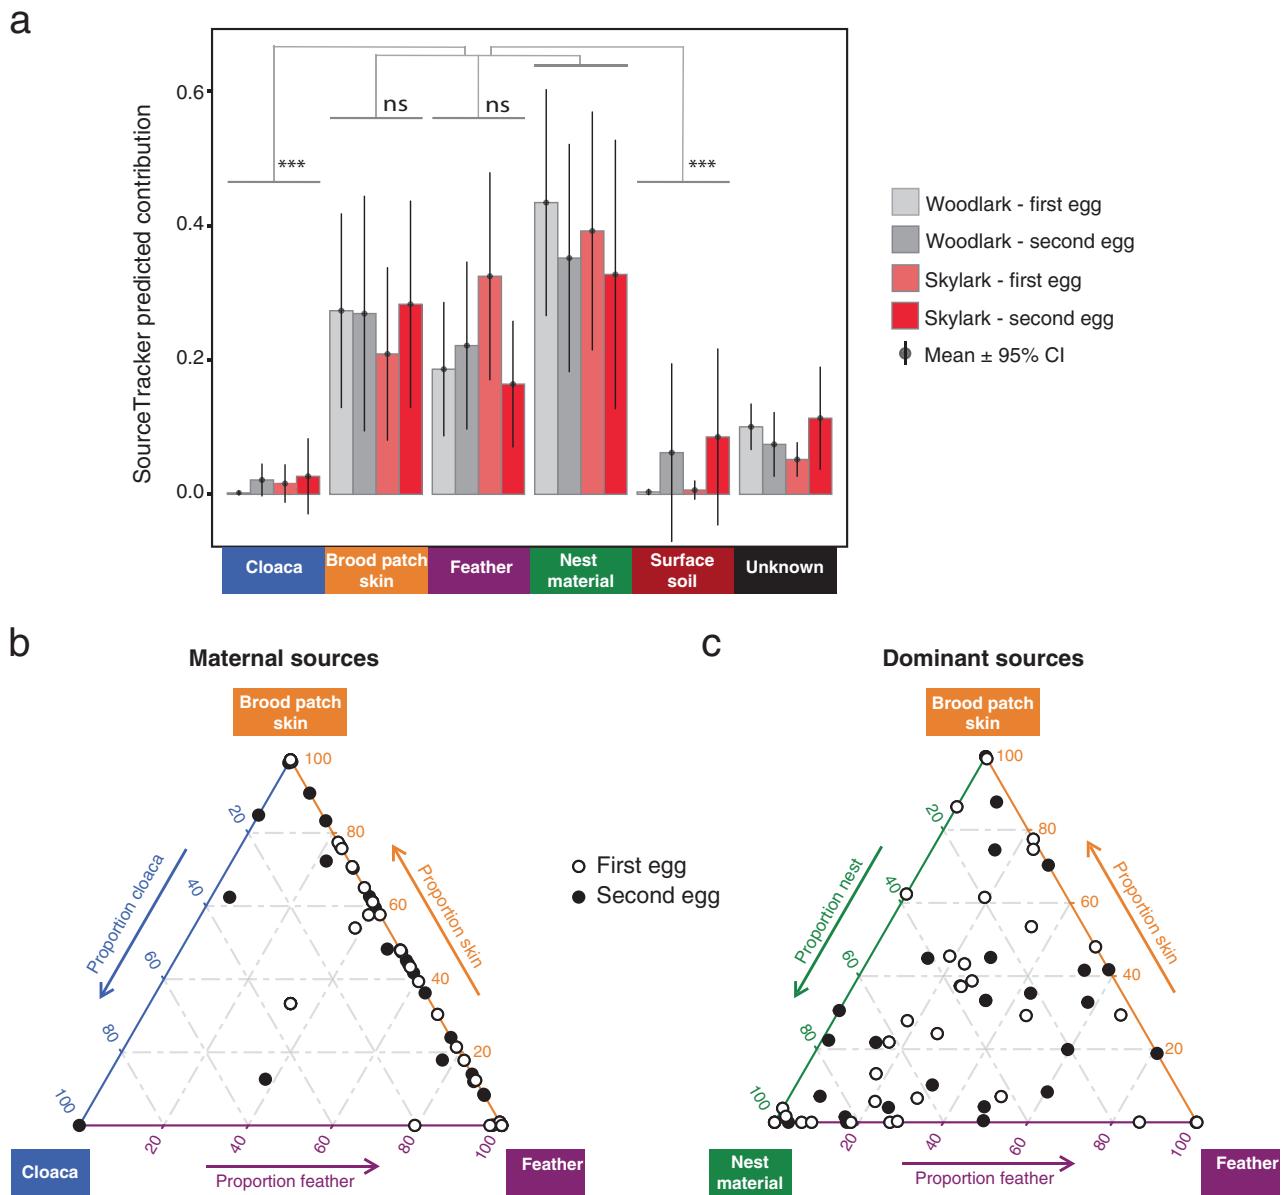 a
SourceTracker predicted contribution
0.6
0.4
0.2
0.0
***
ns
ns
***
Cloaca
Brood patch
skin
Feather
Nest
material
Surface
soil
Unknown
Woodlark - first egg
Woodlark - second egg
Skylark - first egg
Skylark - second egg
Mean ± 95% CI
b
Maternal sources
Brood patch
skin
100
80
60
40
20
Proportion skin
20
40
60
80
100
Proportion cloaca
20
40
60
80
100
Proportion feather
Cloaca
Feather
First egg
Second egg
c
Dominant sources
Brood patch
skin
100
80
60
40
20
Proportion skin
20
40
60
80
100
Proportion nest
20
40
60
80
100
Proportion feather
Nest
material
Feather